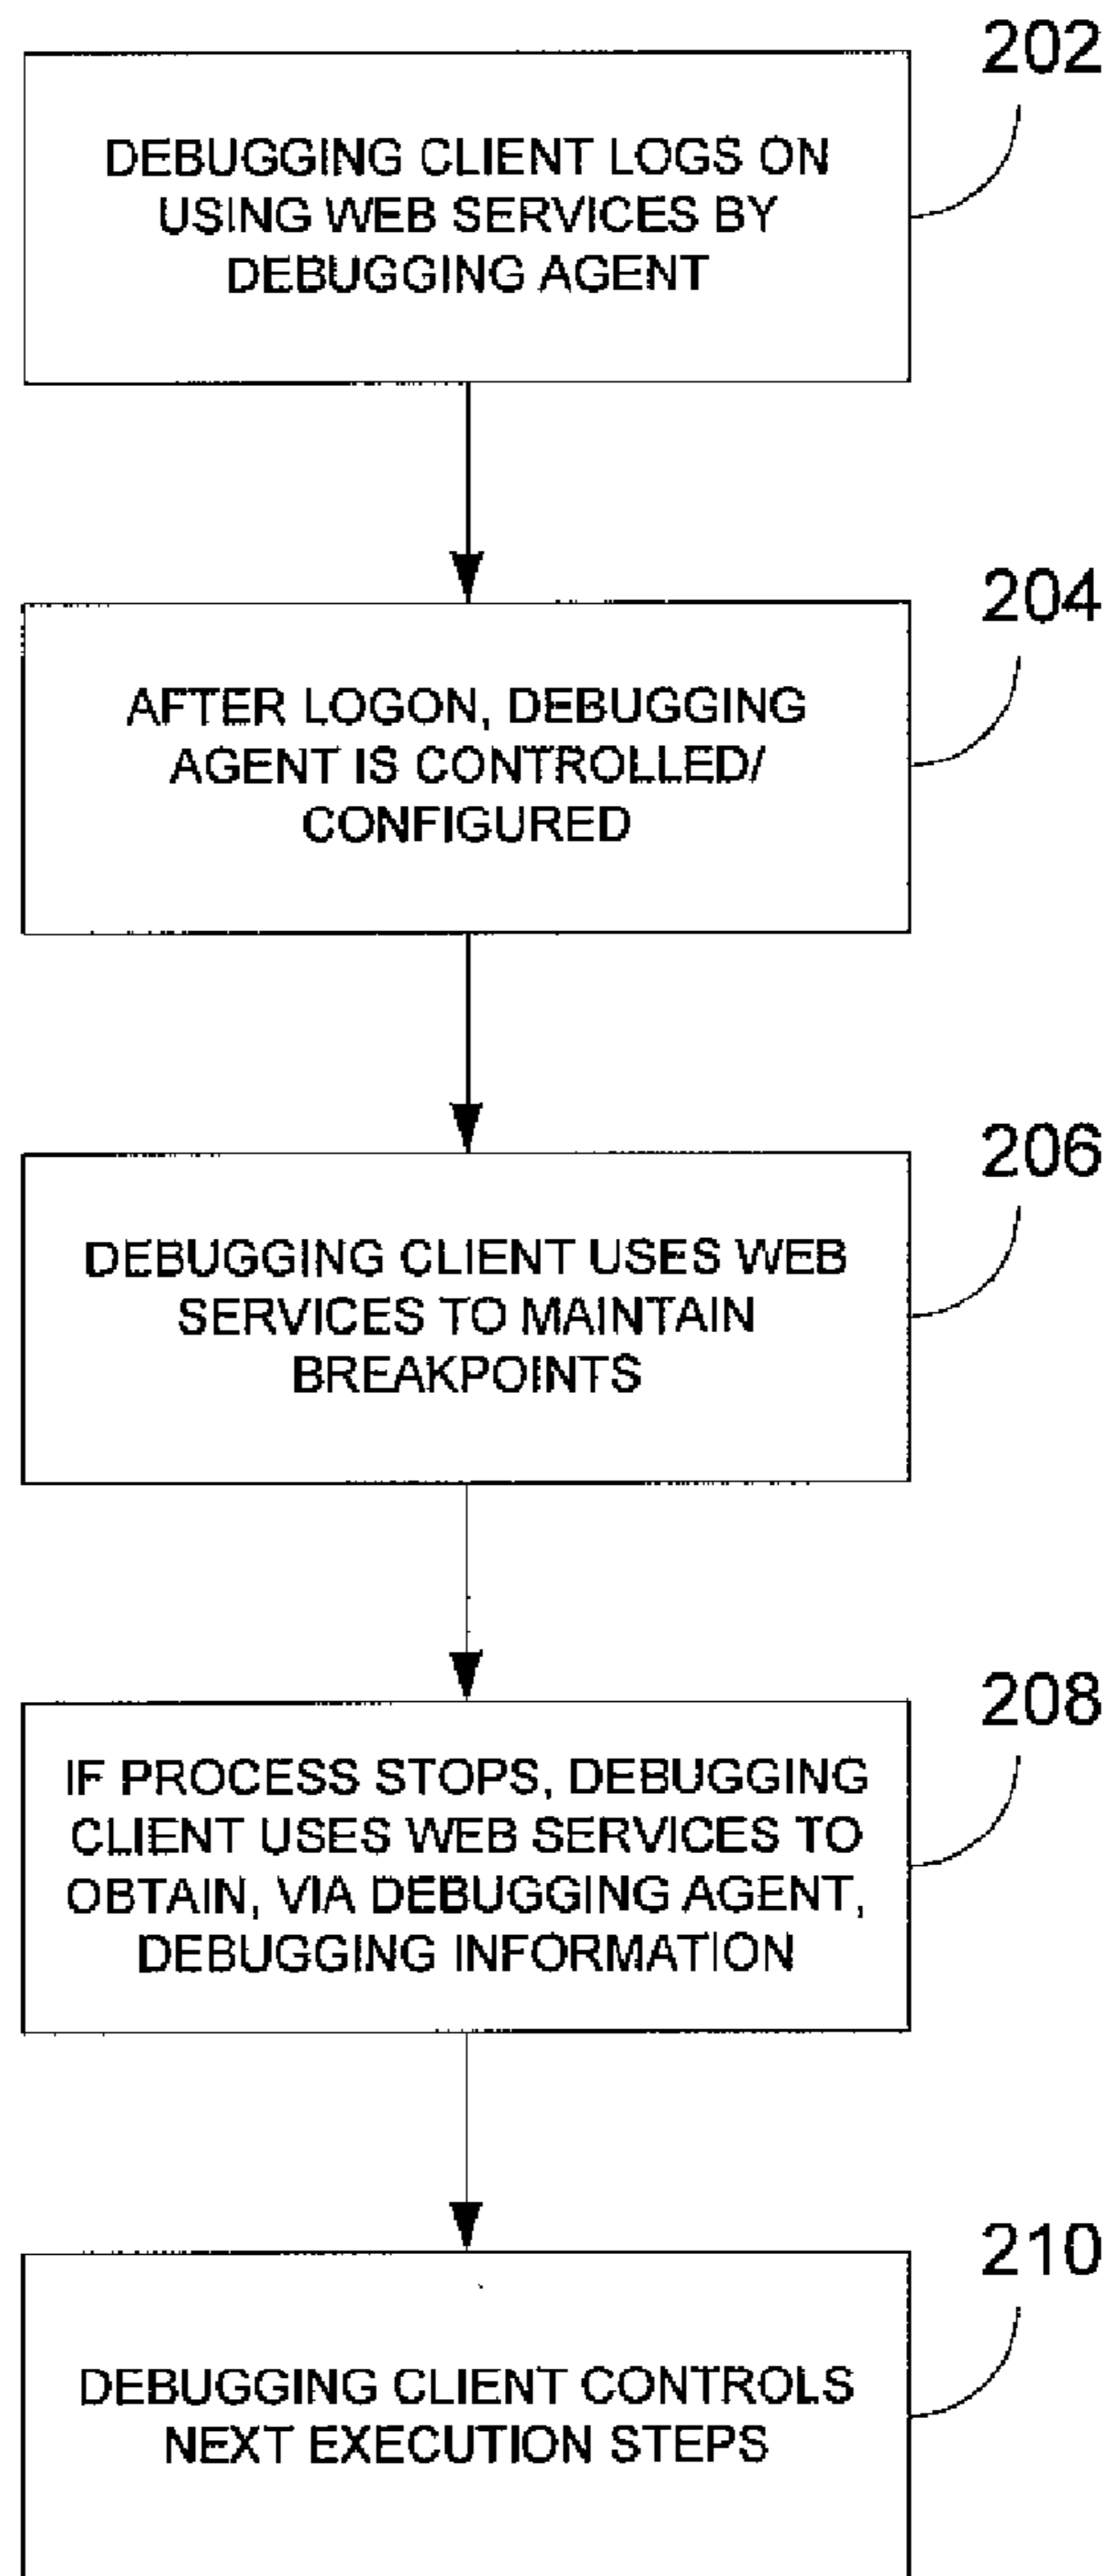 202
DEBUGGING CLIENT LOGS ON
USING WEB SERVICES BY
DEBUGGING AGENT
204
AFTER LOGON, DEBUGGING
AGENT IS CONTROLLED/
CONFIGURED
206
DEBUGGING CLIENT USES WEB
SERVICES TO MAINTAIN
BREAKPOINTS
208
IF PROCESS STOPS, DEBUGGING
CLIENT USES WEB SERVICES TO
OBTAIN, VIA DEBUGGING AGENT,
DEBUGGING INFORMATION
210
DEBUGGING CLIENT CONTROLS
NEXT EXECUTION STEPS